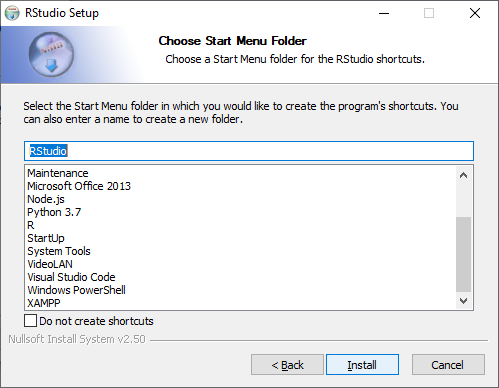 RStudio Setup
Choose Start Menu Folder
Choose a Start Menu folder for the RStudio shortcuts.
Select the Start Menu folder in which you would like to create the program's shortcuts. You
can also enter a name to create a new folder.
RStudio
Maintenance
Microsoft Office 2013
Node.js
Python 3.7
R
StartUp
System Tools
VideoLAN
Visual Studio Code
Windows PowerShell
XAMPP
Do not create shortcuts
Nullsoft Install System v2.50
< Back
Install
Cancel